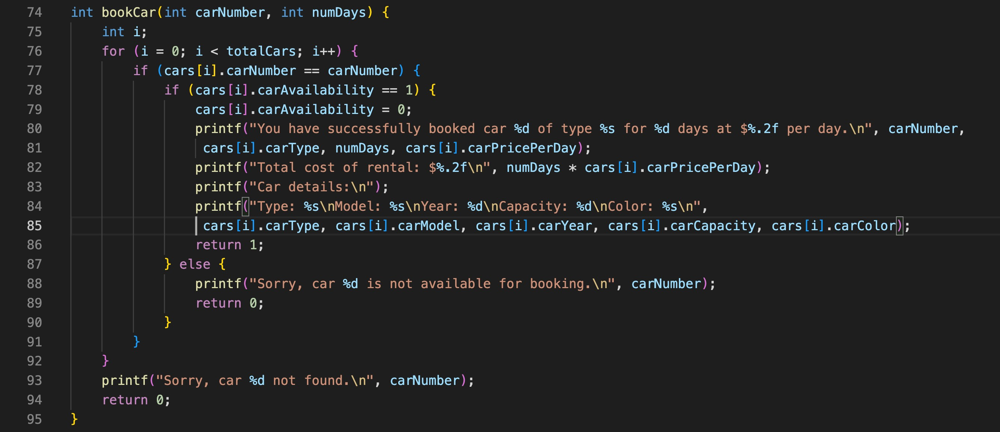 74 int bookCar(int carNumber, int numDays) {
75     int i;
76     for (i = 0; i < totalCars; i++) {
77         if (cars[i].carNumber == carNumber) {
78             if (cars[i].carAvailability == 1) {
79                 cars[i].carAvailability = 0;
80                 printf("You have successfully booked car %d of type %s for %d days at $%.2f per day.\n", carNumber,
81                  cars[i].carType, numDays, cars[i].carPricePerDay);
82                 printf("Total cost of rental: $%.2f\n", numDays * cars[i].carPricePerDay);
83                 printf("Car details:\n");
84                 printf("Type: %s\nModel: %s\nYear: %d\nCapacity: %d\nColor: %s\n",
85                  cars[i].carType, cars[i].carModel, cars[i].carYear, cars[i].carCapacity, cars[i].carColor);
86                 return 1;
87             } else {
88                 printf("Sorry, car %d is not available for booking.\n", carNumber);
89                 return 0;
90             }
91         }
92     }
93     printf("Sorry, car %d not found.\n", carNumber);
94     return 0;
95 }